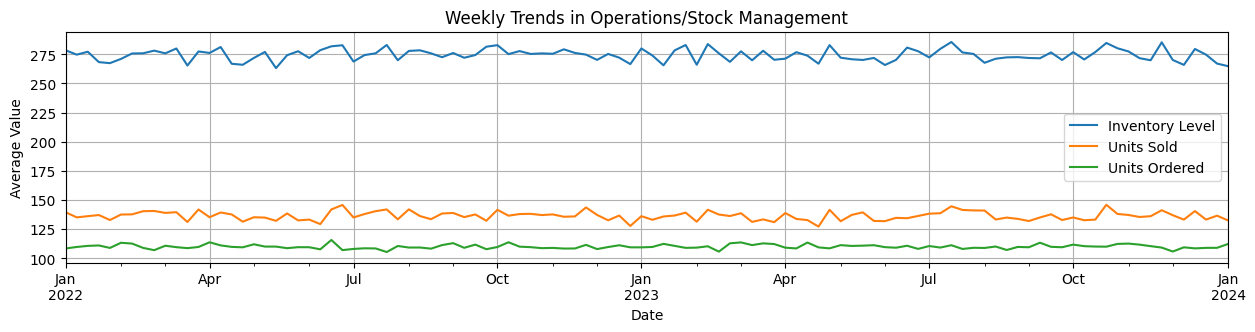 Weekly Trends in Operations/Stock Management
Average Value
275
250
225
200
175
150
125
100
Inventory Level
Units Sold
Units Ordered
Jan Apr Jul Oct Jan Apr Jul Oct Jan
2022 2023 2024
Date